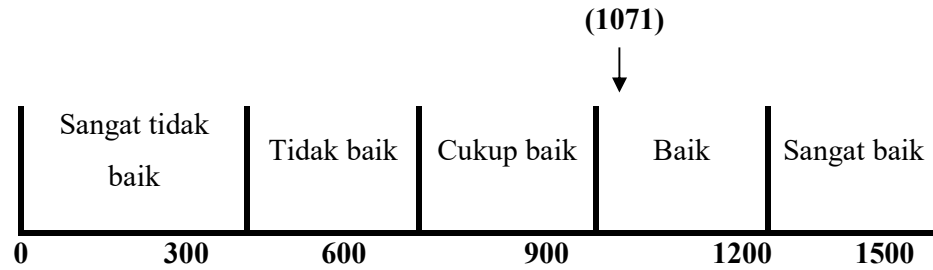 (1071)
Sangat tidak
baik
Tidak baik
Cukup baik
Baik
Sangat baik
0 300 600 900 1200 1500